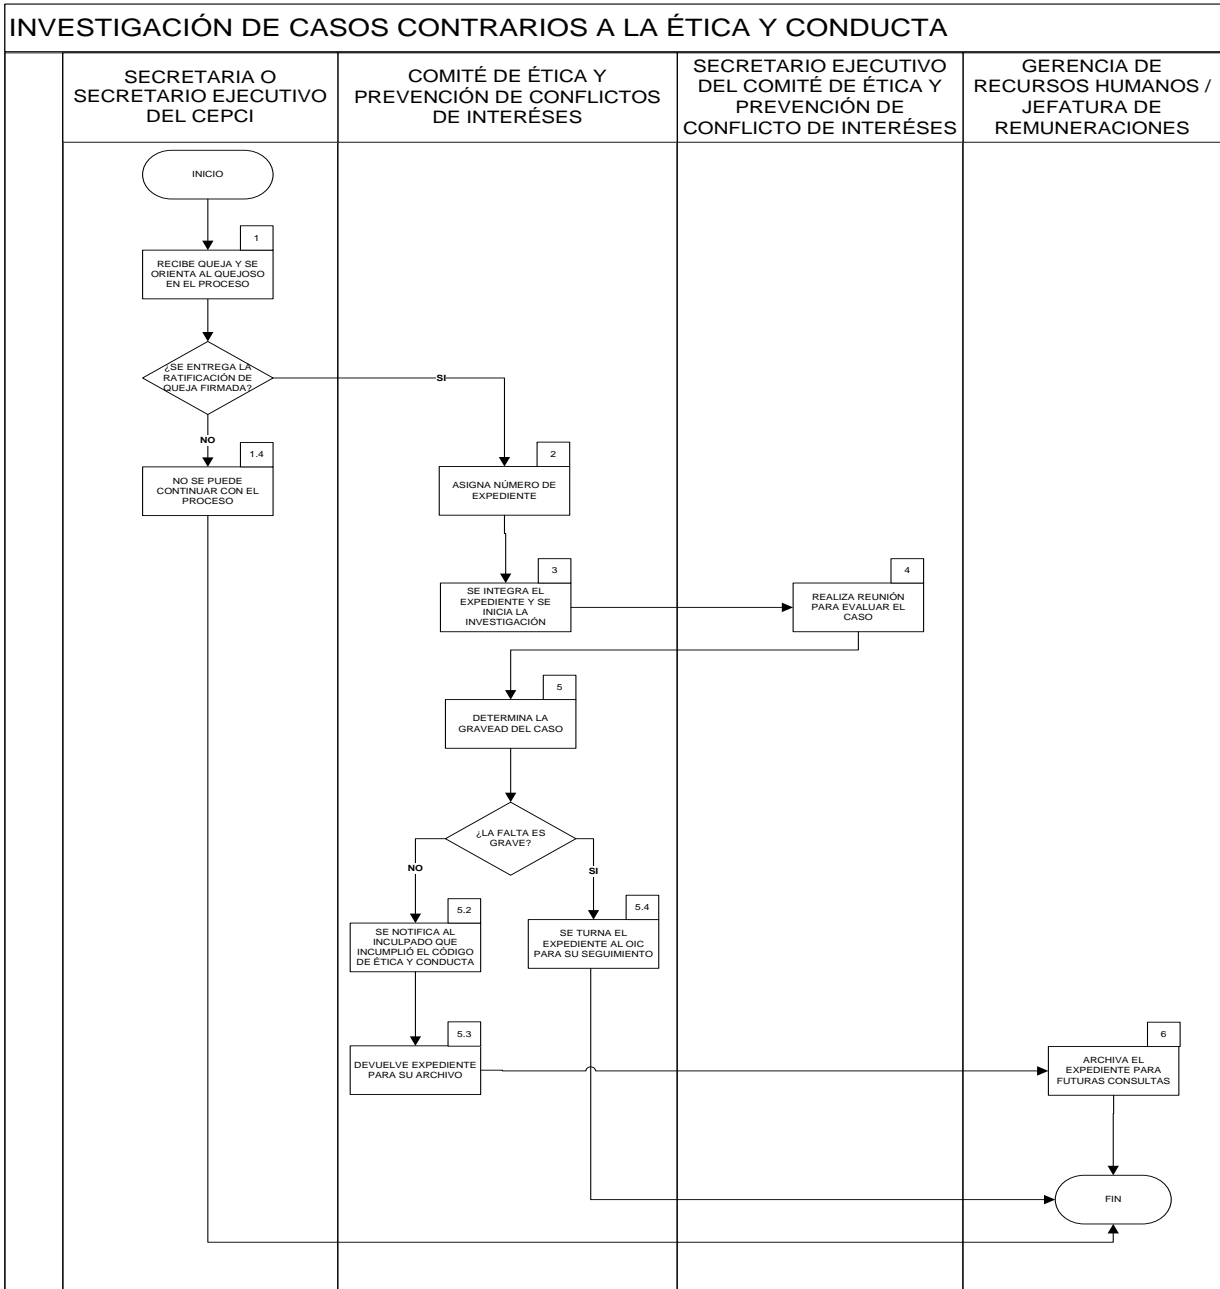 INVESTIGACIÓN DE CASOS CONTRARIOS A LA ÉTICA Y CONDUCTA
SECRETARIA O
SECRETARIO EJECUTIVO
DEL CEPCI
COMITÉ DE ÉTICA Y
PREVENCIÓN DE CONFLICTOS
DE INTERÉSES
SECRETARIO EJECUTIVO
DEL COMITÉ DE ÉTICA Y
PREVENCIÓN DE
CONFLICTO DE INTERÉSES
GERENCIA DE
RECURSOS HUMANOS /
JEFATURA DE
REMUNERACIONES
INICIO
1
RECIBE QUEJA Y SE
ORIENTA AL QUEJOSO
EN EL PROCESO
¿SE ENTREGA LA
RATIFICACIÓN DE
QUEJA FIRMADA?
SI
NO
1.4
NO SE PUEDE
CONTINUAR CON EL
PROCESO
2
ASIGNA NÚMERO DE
EXPEDIENTE
3
SE INTEGRA EL
EXPEDIENTE Y SE
INICIA LA
INVESTIGACIÓN
4
REALIZA REUNIÓN
PARA EVALUAR EL
CASO
5
DETERMINA LA
GRAVEAD DEL CASO
¿LA FALTA ES
GRAVE?
NO
SI
5.2
SE NOTIFICA AL
INCULPADO QUE
INCUMPLIÓ EL CÓDIGO
DE ÉTICA Y CONDUCTA
5.4
SE TURNA EL
EXPEDIENTE AL OIC
PARA SU SEGUIMIENTO
5.3
DEVUELVE EXPEDIENTE
PARA SU ARCHIVO
6
ARCHIVA EL
EXPEDIENTE PARA
FUTURAS CONSULTAS
FIN